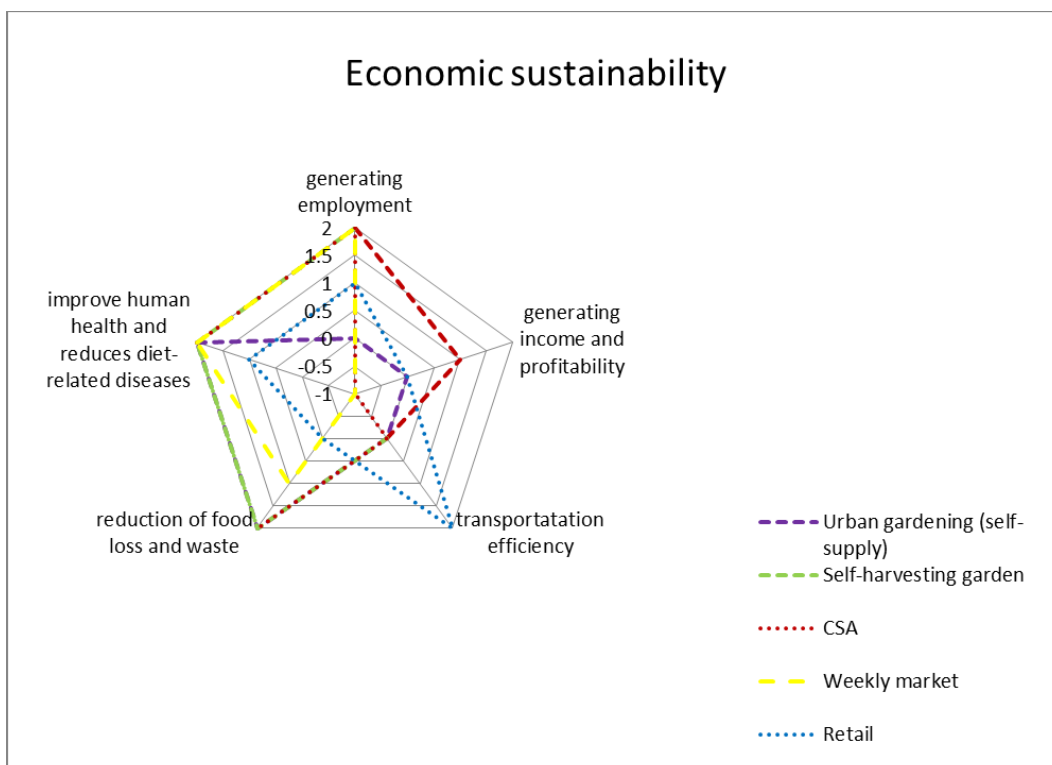 Economic sustainability
generating
employment
2
1.5
1
0.5
0
-0.5
-1
generating
income and
profitability
transportatation
efficiency
reduction of food
loss and waste
improve human
health and
reduces diet-
related diseases
Urban gardening (self-
supply)
Self-harvesting garden
CSA
Weekly market
Retail